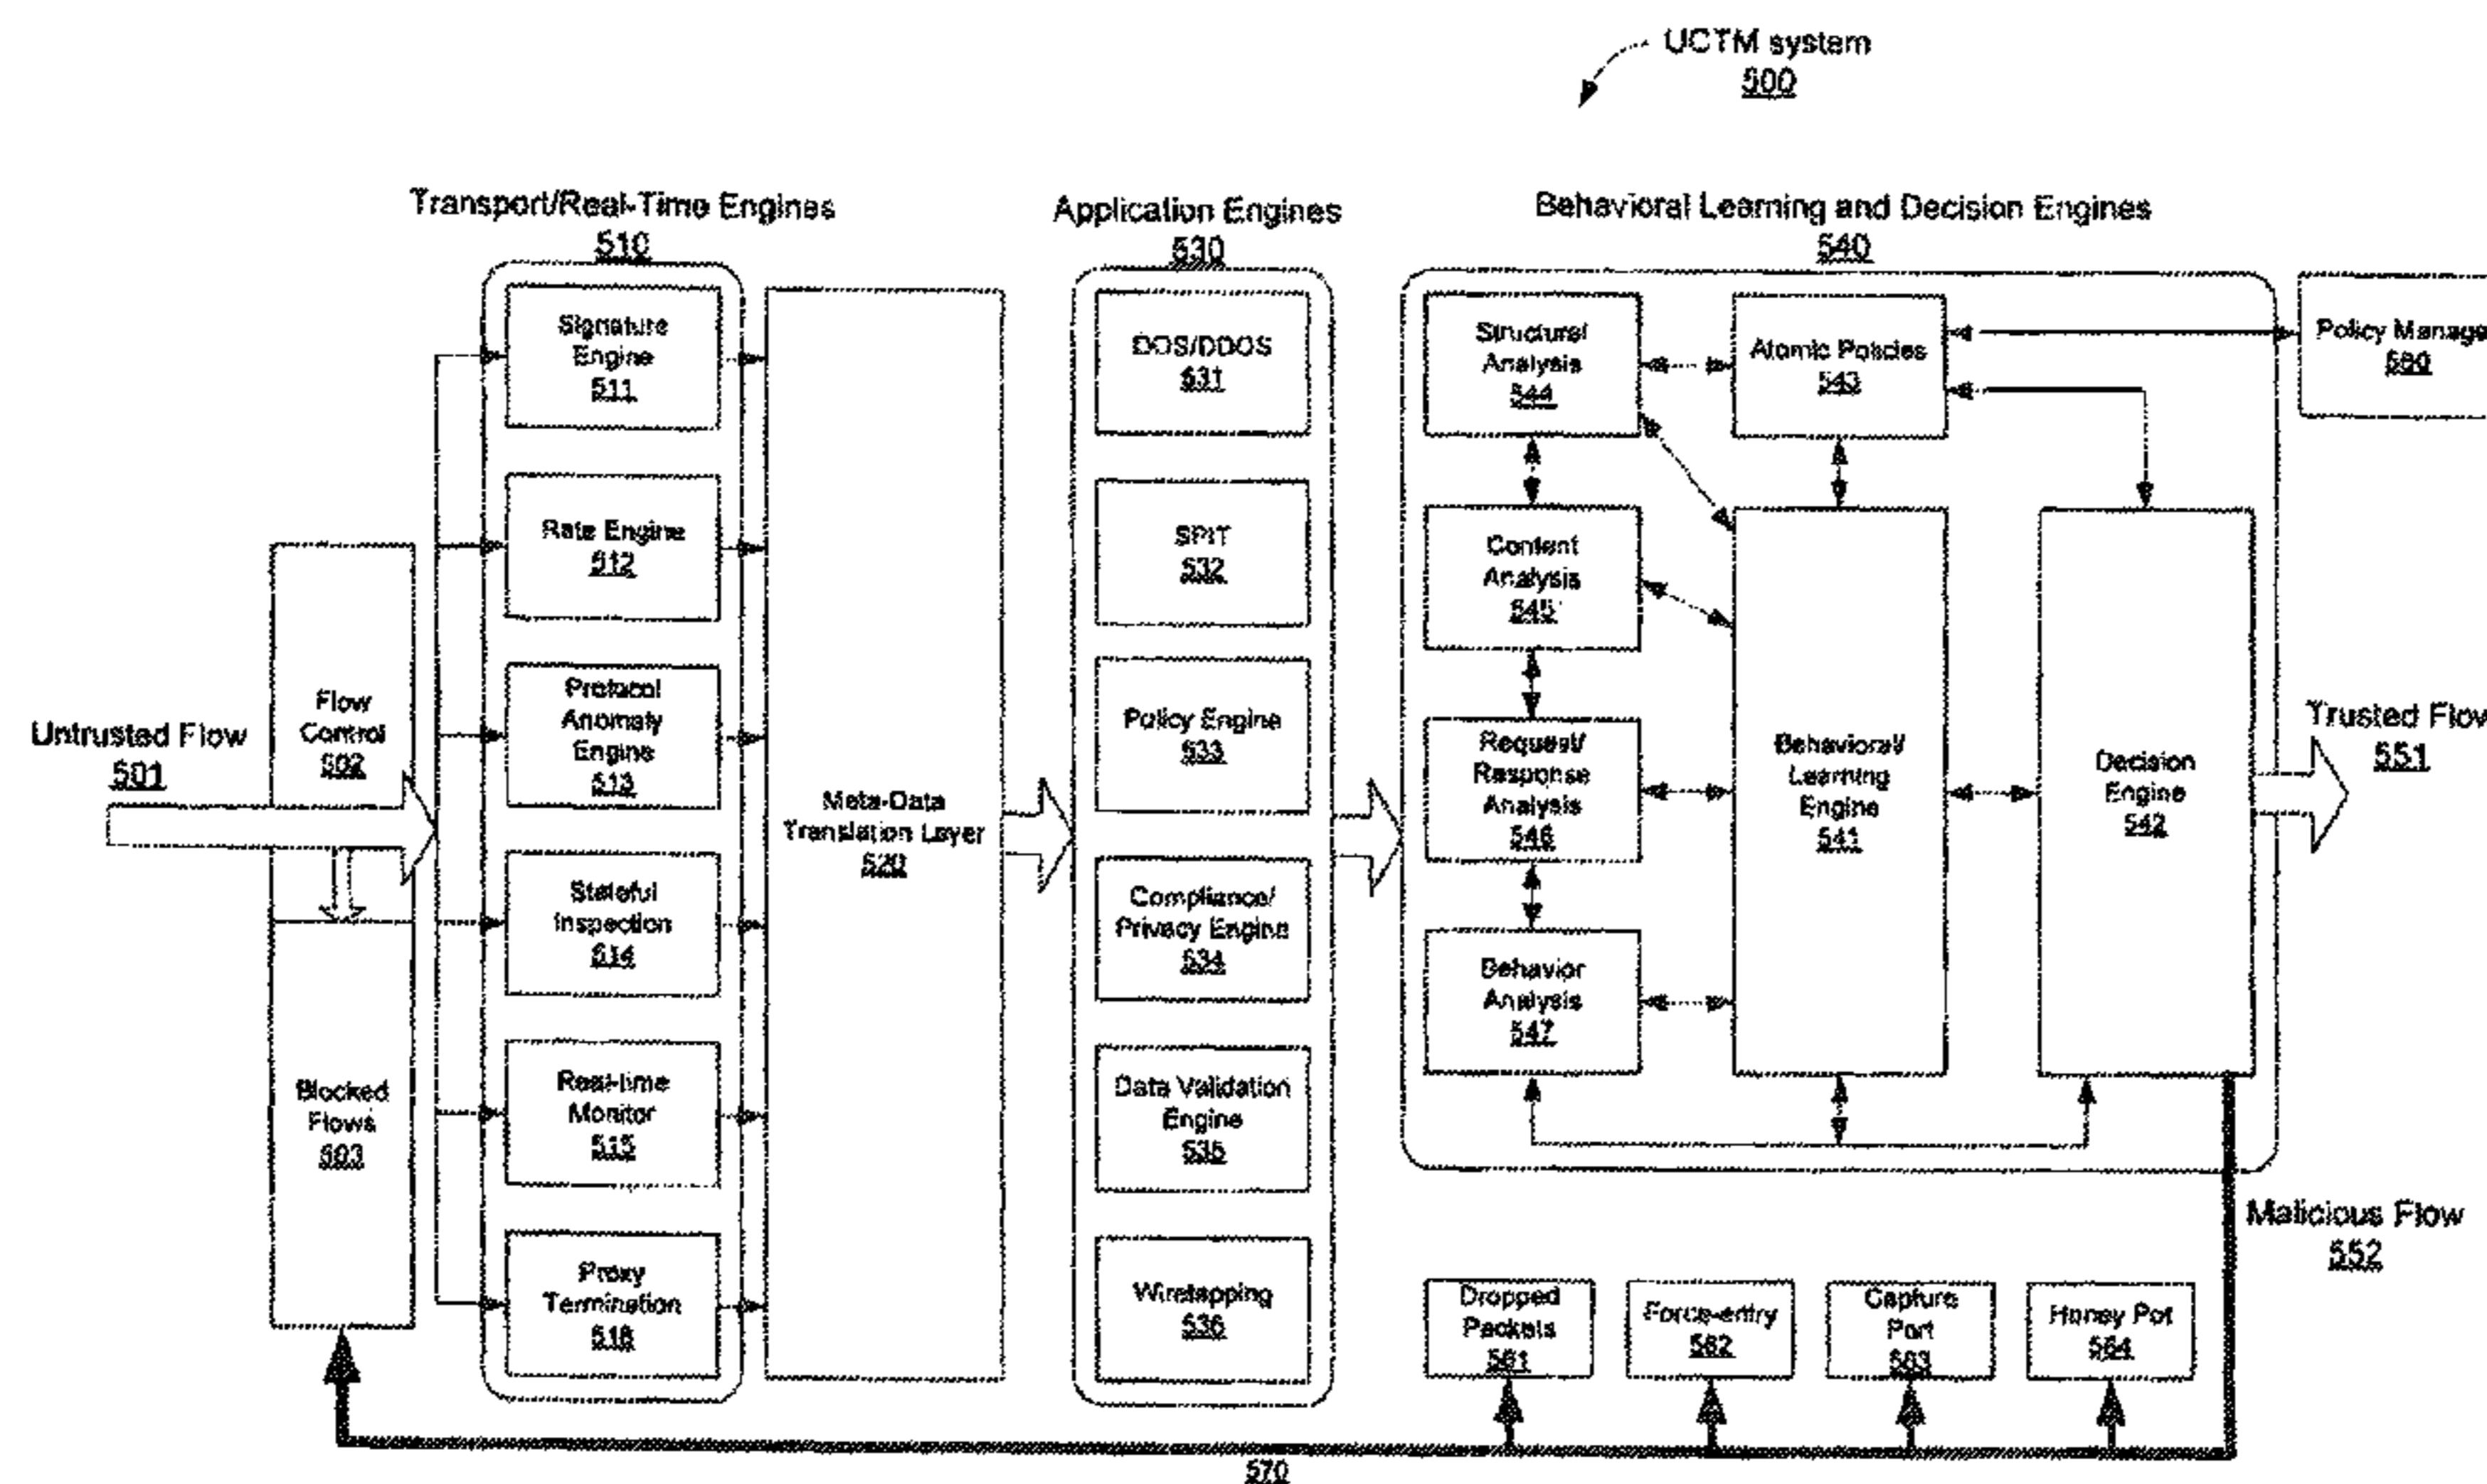 UCTM system
500
Transport/Real-Time Engines
510
Application Engines
530
Behavioral Learning and Decision Engines
540
Signature
Engine
511
Rate Engine
512
Protocol
Anomaly
Engine
513
Stateful
Inspection
514
Real-time
Monitor
515
Proxy
Termination
516
Flow
Control
502
Untrusted Flow
501
Blocked
Flows
503
Meta-Data
Translation Layer
520
DOS/DDOS
531
SPIT
532
Policy Engine
533
Compliance/
Privacy Engine
534
Data Validation
Engine
535
Wiretapping
536
Structural
Analysis
544
Content
Analysis
545
Request/
Response
Analysis
546
Behavior
Analysis
547
Atomic Policies
543
Behavioral/
Learning
Engine
541
Decision
Engine
542
Policy Manage
Trusted Flow
551
Malicious Flow
552
Dropped
Packets
561
Force-entry
562
Capture
Port
563
Honey Pot
564
570